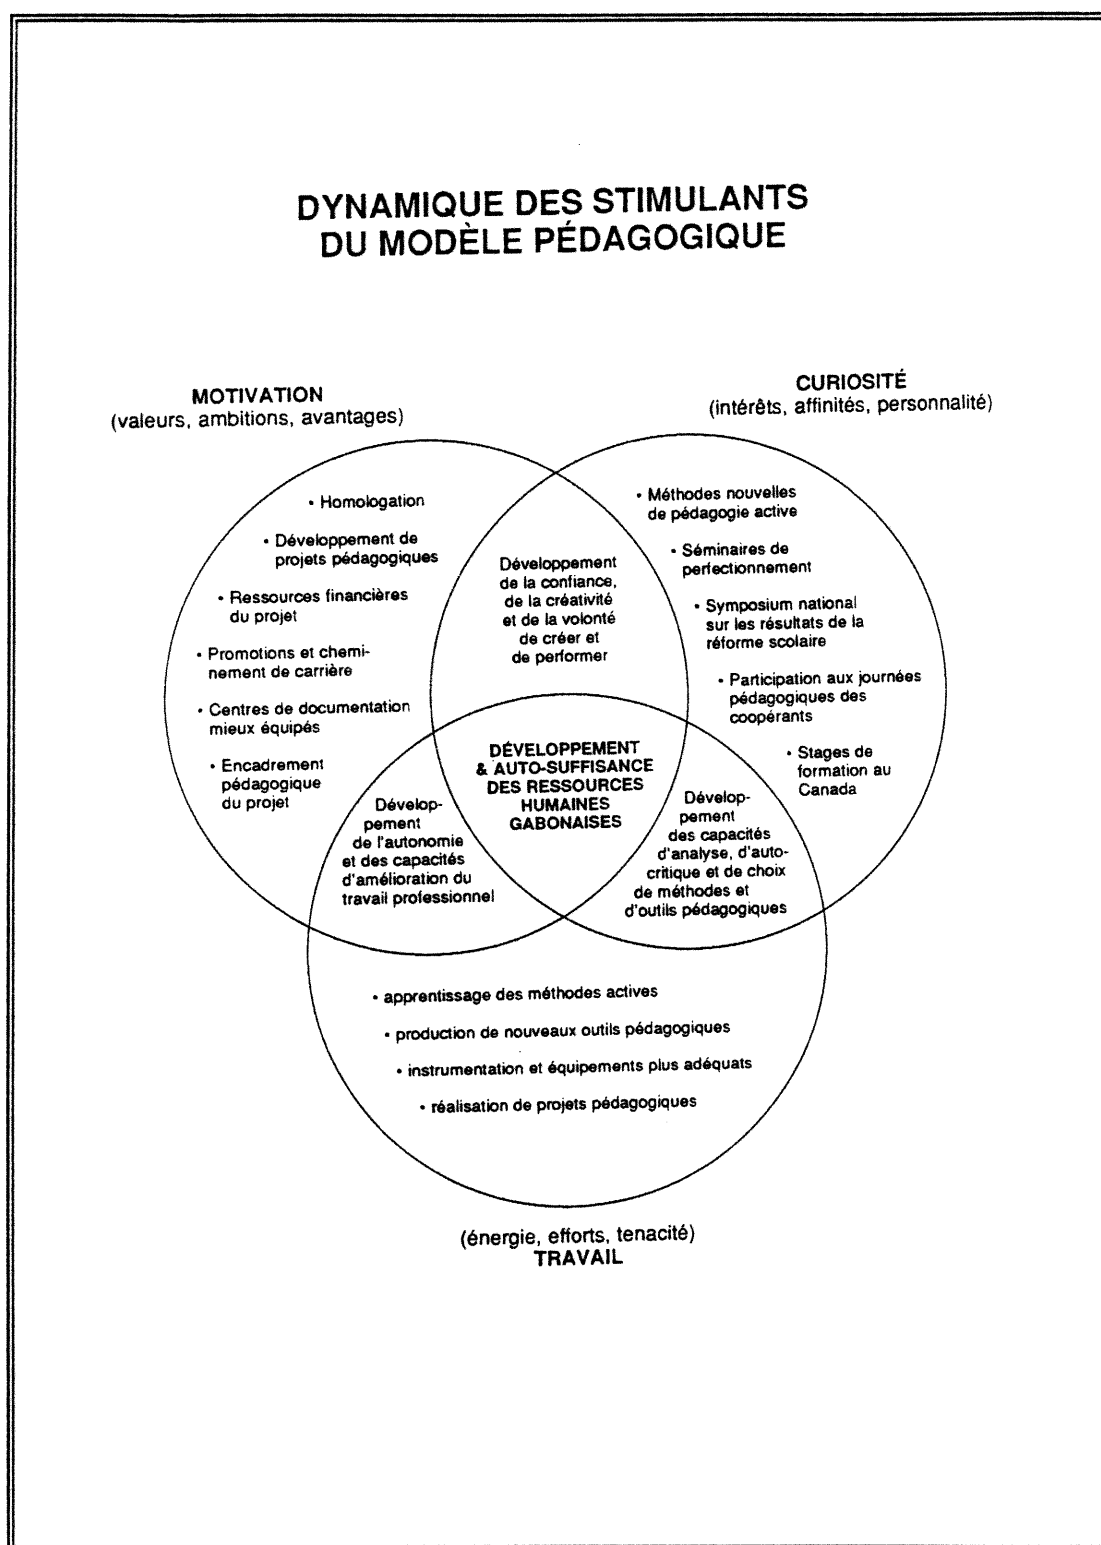 DYNAMIQUE DES STIMULANTS
DU MODÈLE PÉDAGOGIQUE
MOTIVATION
(valeurs, ambitions, avantages)
CURIOSITÉ
(intérêts, affinités, personnalité)
• Homologation
• Développement de
projets pédagogiques
• Ressources financières
du projet
• Promotions et chemi-
nement de carrière
• Centres de documentation
mieux équipés
• Encadrement
pédagogique
du projet
Développement
de la confiance,
de la créativité
et de la volonté
de créer et
de performer
• Méthodes nouvelles
de pédagogie active
• Séminaires de
perfectionnement
• Symposium national
sur les résultats de la
réforme scolaire
• Participation aux journées
pédagogiques des
coopérants
• Stages de
formation au
Canada
DÉVELOPPEMENT
& AUTO-SUFFISANCE
DES RESSOURCES
HUMAINES
GABONAISES
Dévelop-
pement
de l'autonomie
et des capacités
d'amélioration du
travail professionnel
Dévelop-
pement
des capacités
d'analyse, d'auto-
critique et de choix
de méthodes et
d'outils pédagogiques
• apprentissage des méthodes actives
• production de nouveaux outils pédagogiques
• instrumentation et équipements plus adéquats
• réalisation de projets pédagogiques
(énergie, efforts, tenacité)
TRAVAIL